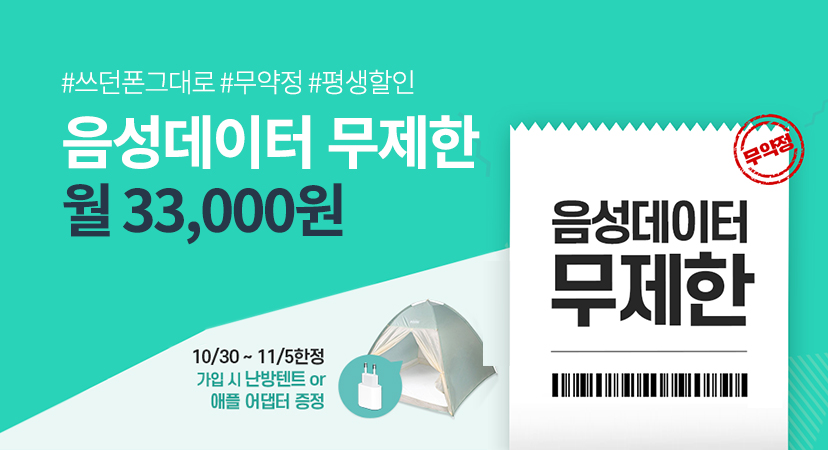 #쓰던폰그대로 #무약정 #평생할인
음성데이터 무제한
월 33,000원
10/30 ~ 11/5한정
가입 시 난방텐트 or
애플 어댑터 증정
무약정
음성데이터
무제한